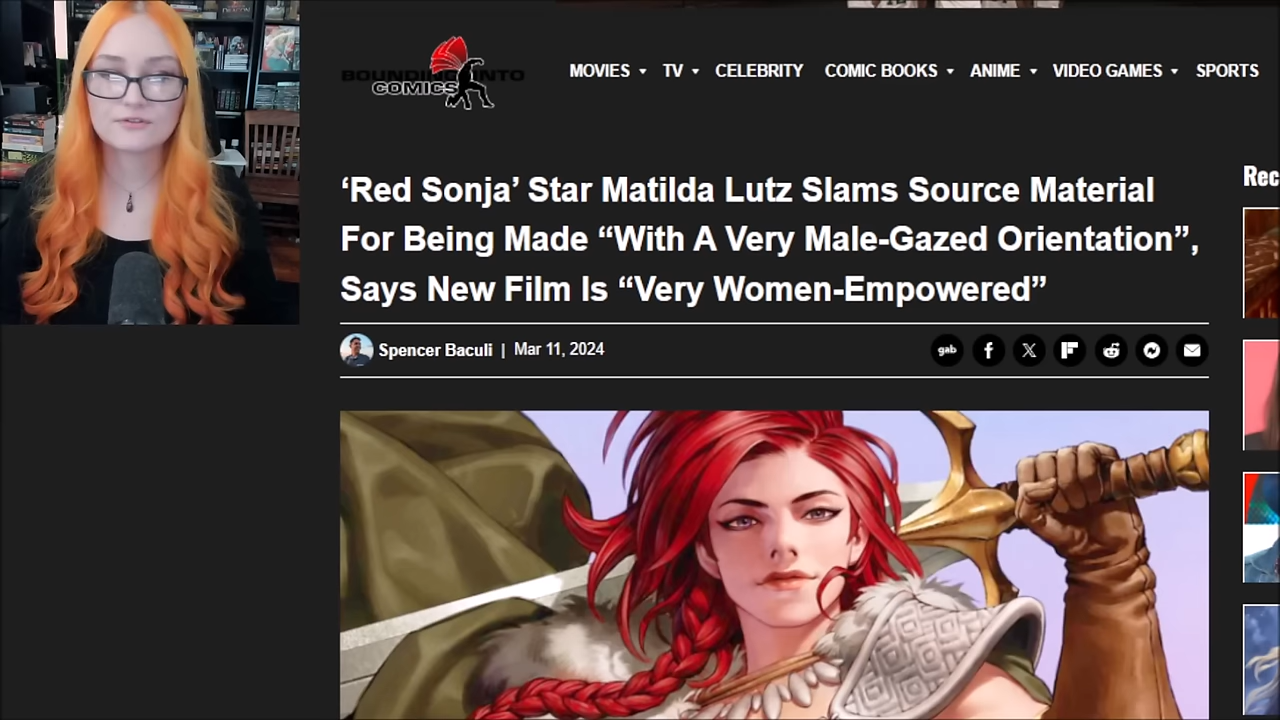 BOUNDING INTO
COMICS
MOVIES TV CELEBRITY COMIC BOOKS ANIME VIDEO GAMES SPORTS
‘Red Sonja’ Star Matilda Lutz Slams Source Material
For Being Made “With A Very Male-Gazed Orientation”,
Says New Film Is “Very Women-Empowered”
Rec
Spencer Baculi | Mar 11, 2024
gab